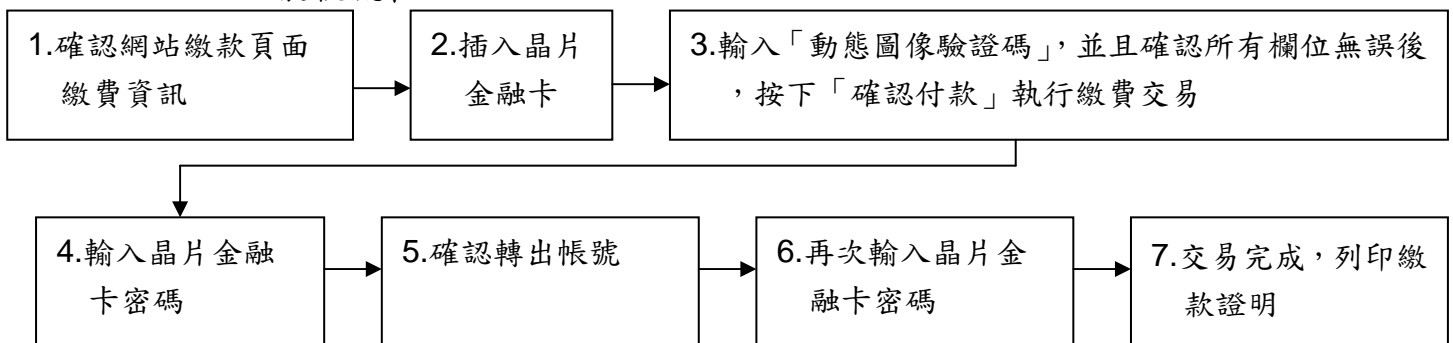 1.確認網站繳款頁面
繳費資訊
2.插入晶片
金融卡
3.輸入「動態圖像驗證碼」，並且確認所有欄位無誤後
，按下「確認付款」執行繳費交易
4.輸入晶片金融
卡密碼
5.確認轉出帳號
6.再次輸入晶片金
融卡密碼
7.交易完成，列印繳
款證明